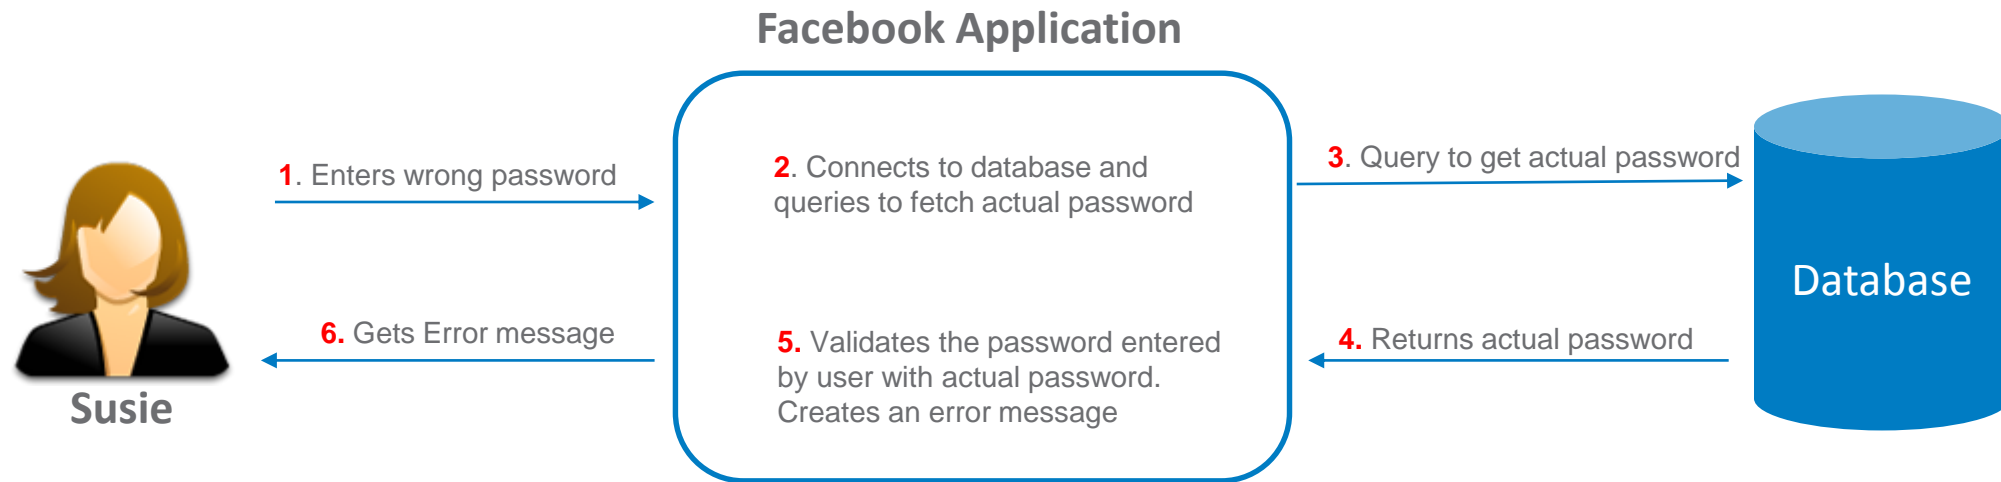 Facebook Application
1. Enters wrong password
2. Connects to database and
queries to fetch actual password
3. Query to get actual password
Database
4. Returns actual password
5. Validates the password entered
by user with actual password.
Creates an error message
6. Gets Error message
Susie